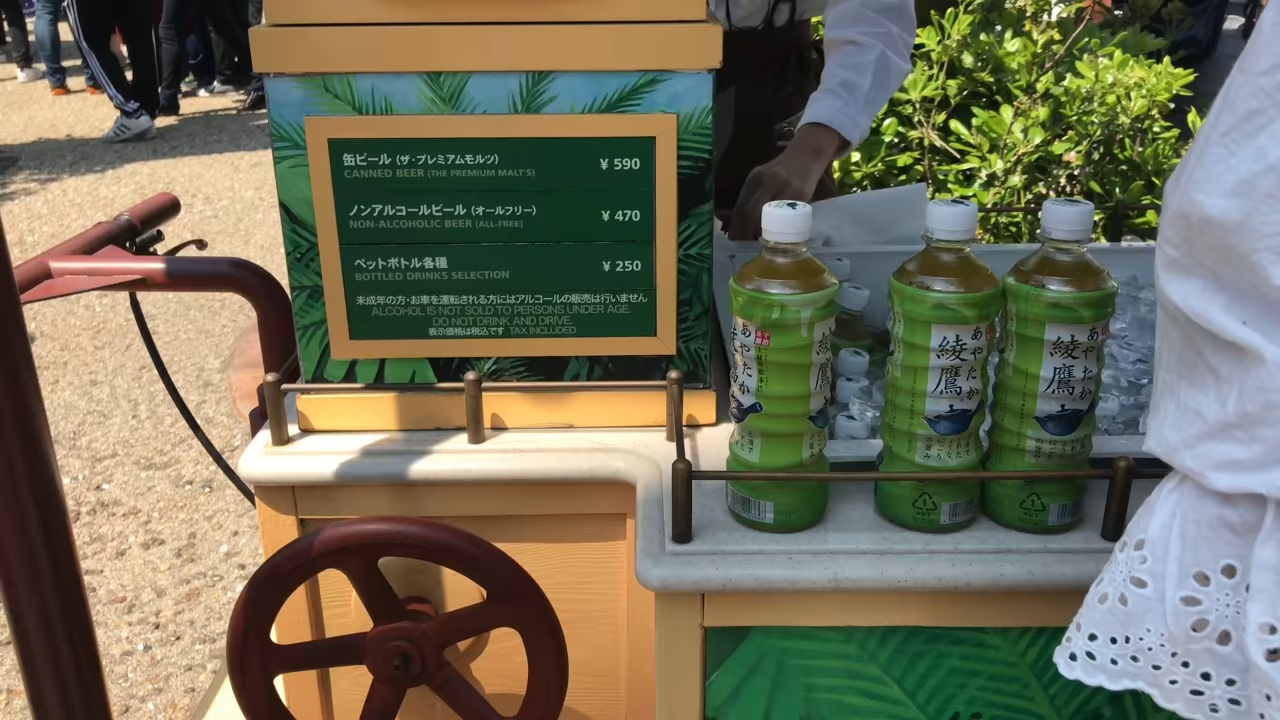 缶ビール（ザ・プレミアムモルツ） ¥ 590
CANNED BEER (THE PREMIUM MALT'S)
ノンアルコールビール（オールフリー） ¥ 470
NON-ALCOHOLIC BEER (ALL-FREE)
ペットボトル各種 ¥ 250
BOTTLED DRINKS SELECTION
未成年の方・お車を運転される方にはアルコールの販売は行いません
ALCOHOL IS NOT SOLD TO PERSONS UNDER AGE.
DO NOT DRINK AND DRIVE.
表示価格は税込です TAX INCLUDED
あやたか
綾
あやたか
綾鷹
あやたか
綾鷹